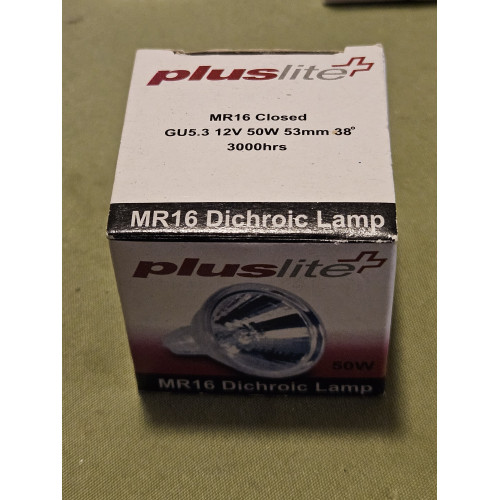 pluslite+
MR16 Closed
GU5.3 12V 50W 53mm 38°
3000hrs
MR16 Dichroic Lamp
pluslite+
50W
MR16 Dichroic Lamp